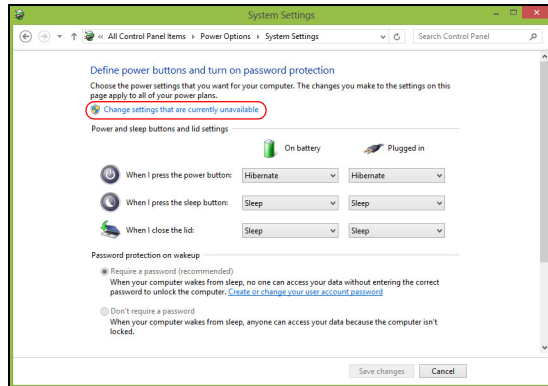 System Settings
« All Control Panel Items ▸ Power Options ▸ System Settings
Search Control Panel
Define power buttons and turn on password protection
Choose the power settings that you want for your computer. The changes you make to the settings on this
page apply to all of your power plans.
Change settings that are currently unavailable
Power and sleep buttons and lid settings
On battery Plugged in
When I press the power button: Hibernate Hibernate
When I press the sleep button: Sleep Sleep
When I close the lid: Sleep Sleep
Password protection on wakeup
Require a password (recommended)
When your computer wakes from sleep, no one can access your data without entering the correct
password to unlock the computer. Create or change your user account password
Don't require a password
When your computer wakes from sleep, anyone can access your data because the computer isn't
locked.
Save changes Cancel